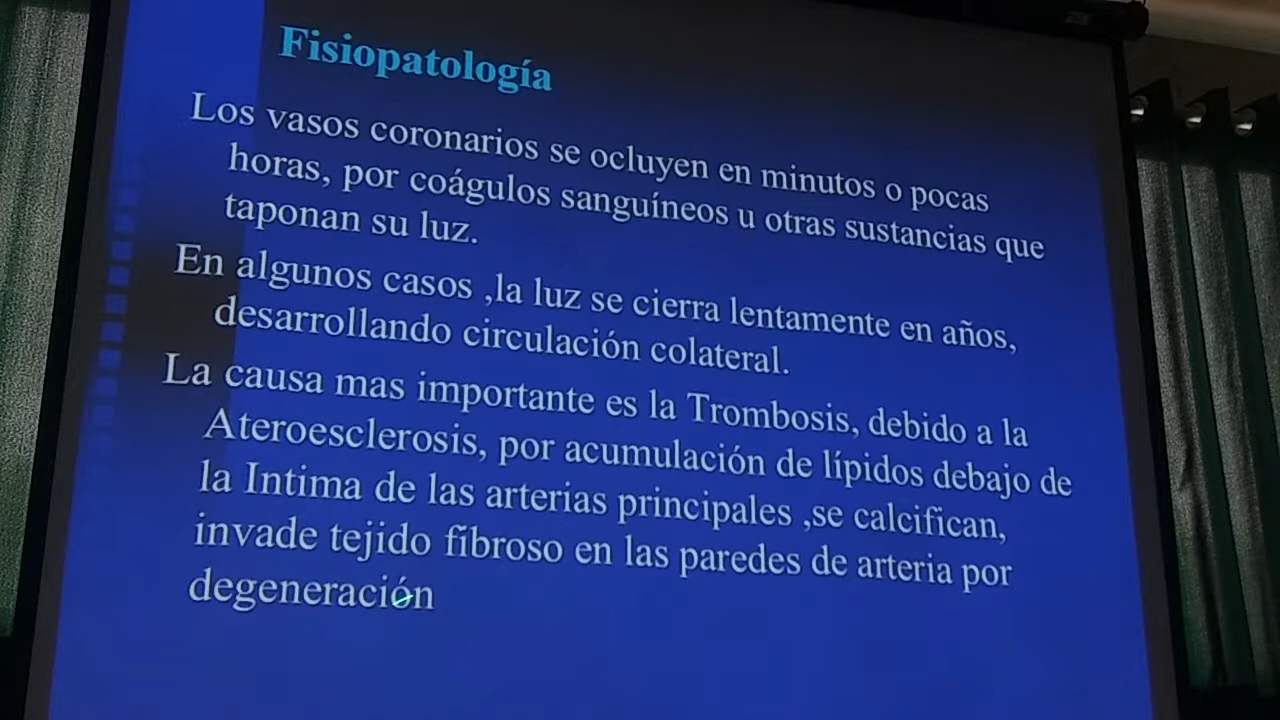 Fisiopatología
Los vasos coronarios se ocluyen en minutos o pocas
horas, por coágulos sanguíneos u otras sustancias que
taponan su luz.
En algunos casos ,la luz se cierra lentamente en años,
desarrollando circulación colateral.
La causa mas importante es la Trombosis, debido a la
Ateroesclerosis, por acumulación de lípidos debajo de
la Intima de las arterias principales ,se calcifican,
invade tejido fibroso en las paredes de arteria por
degeneración